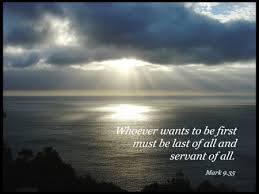 Whoever wants to be first
must be last of all and
servant of all.
Mark 9.35